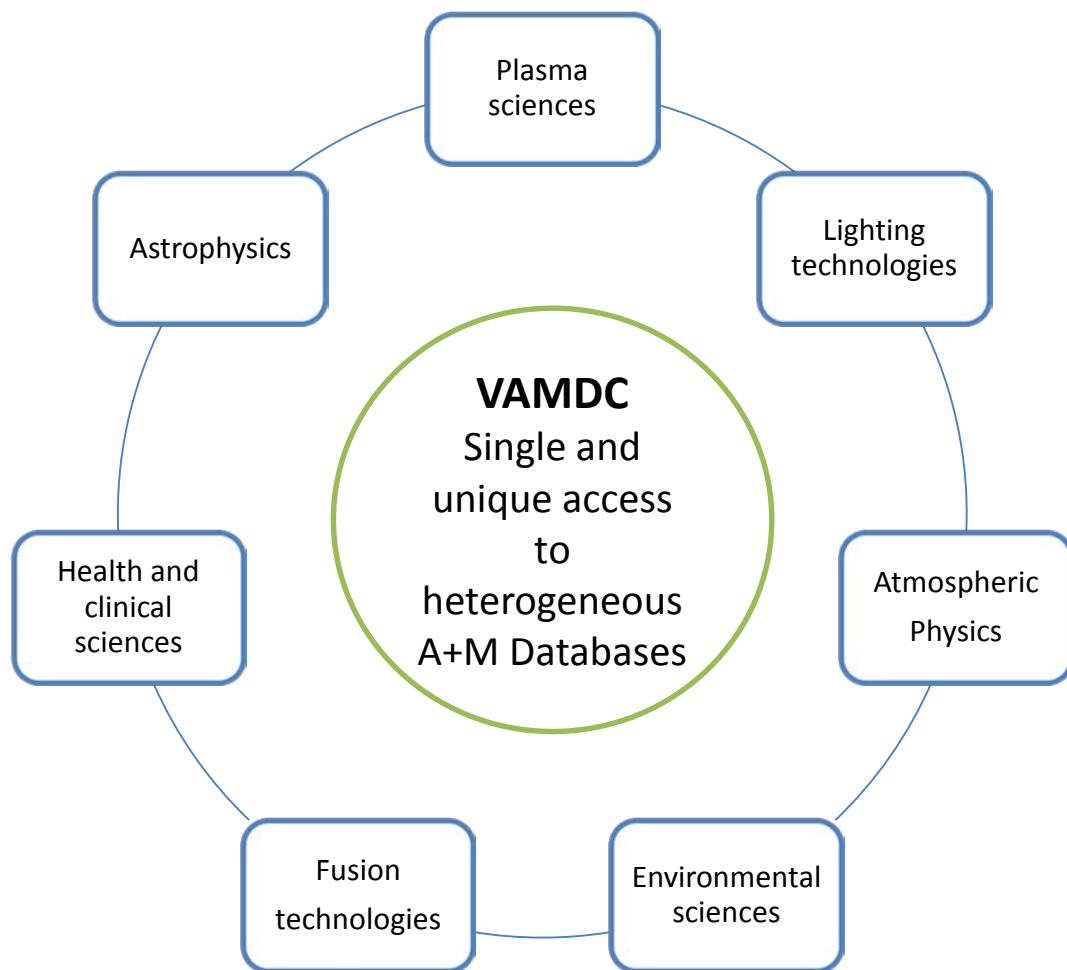 Plasma
sciences
Lighting
technologies
Atmospheric
Physics
Environmental
sciences
Fusion
technologies
Health and
clinical
sciences
Astrophysics
VAMDC
Single and
unique access
to
heterogeneous
A+M Databases